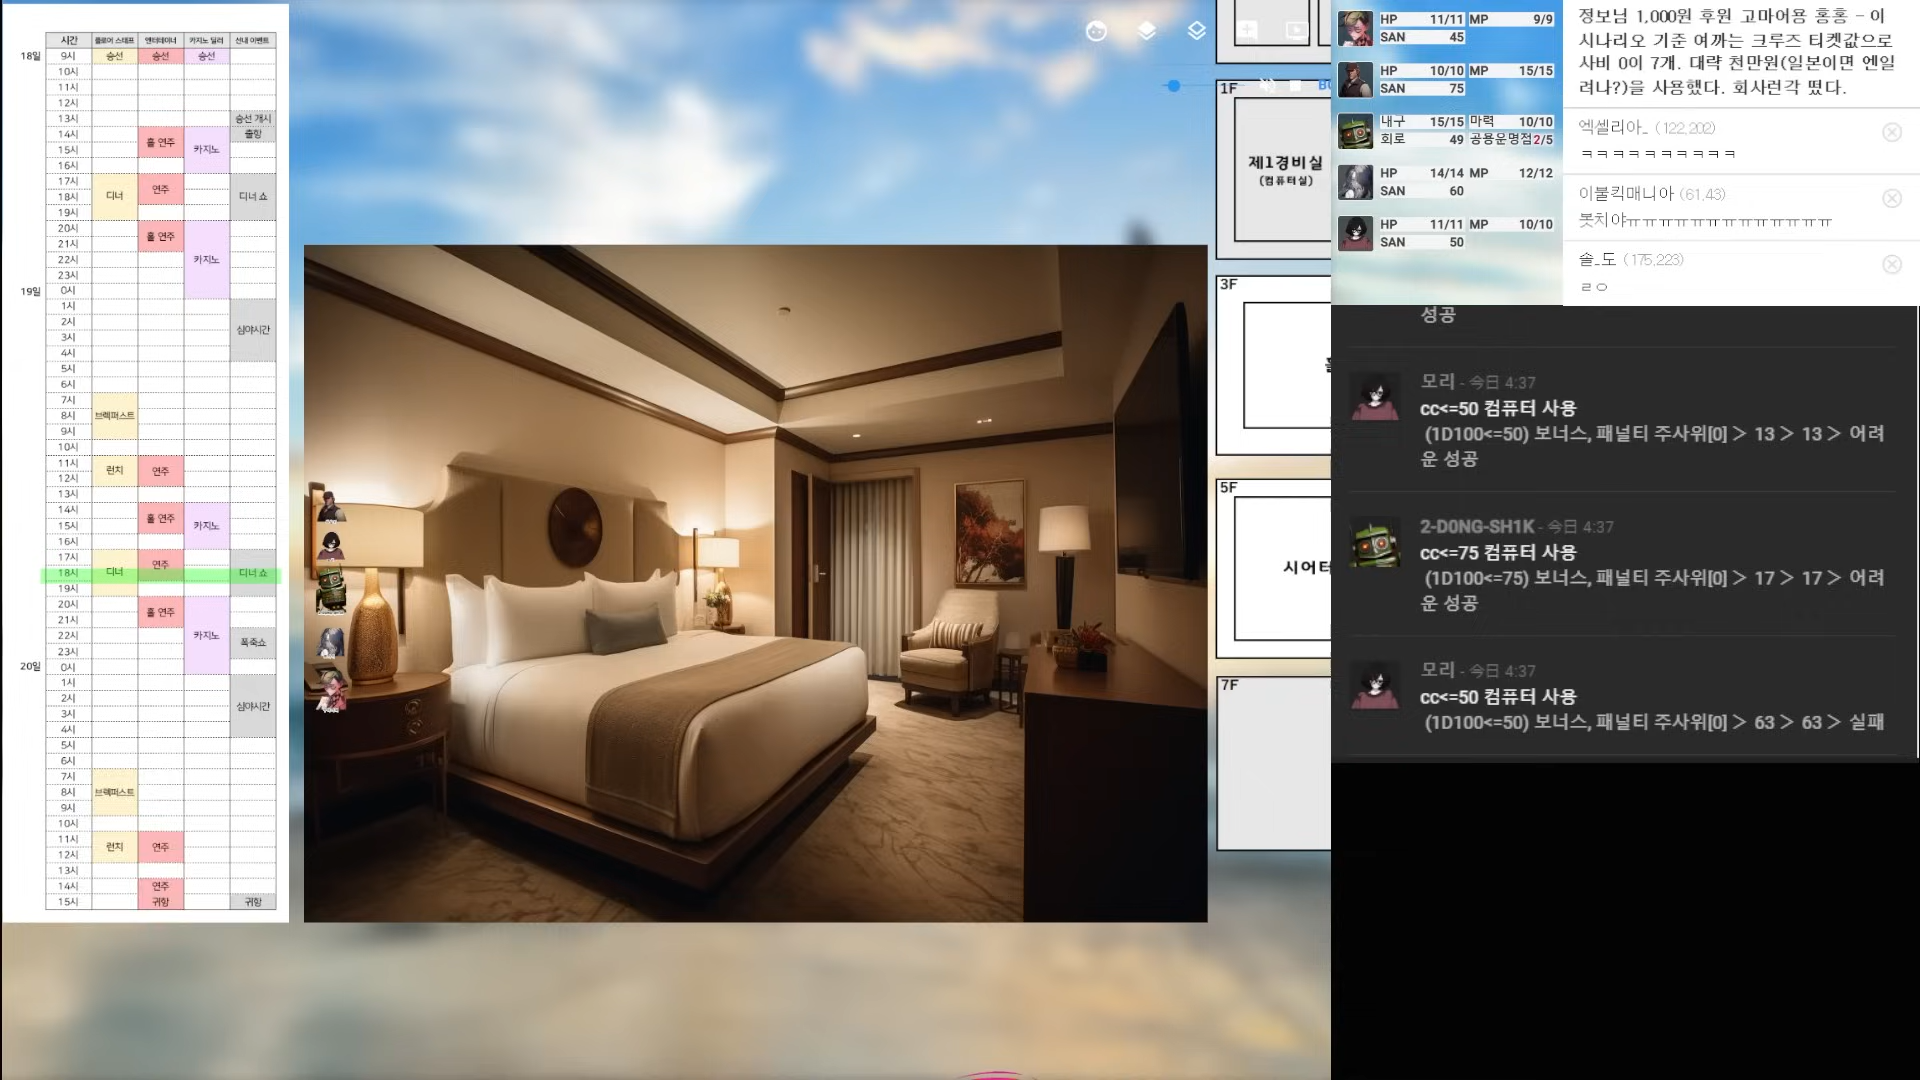 시간 플로어 스태프 엔터테이너 카지노 딜러 선내 이벤트
18일 9시 승선 승선 승선
10시
11시
12시
13시 승선 개시
14시 홀 연주 카지노 출항
15시
16시
17시 디너 연주 디너 쇼
18시
19시
20시 홀 연주 카지노
21시
22시
23시
19일 0시
1시 심야시간
2시
3시
4시
5시
6시
7시 브렉퍼스트
8시
9시
10시
11시 런치 연주
12시
13시
14시 홀 연주 카지노
15시
16시
17시 디너 연주 디너 쇼
18시
19시
20시 홀 연주 카지노
21시
22시 폭죽쇼
23시
20일 0시
1시 심야시간
2시
3시
4시
5시
6시
7시 브렉퍼스트
8시
9시
10시
11시 런치 연주
12시
13시
14시 연주
15시 귀항 귀항
1F
제1경비실
(컴퓨터실)
3F
5F
시어터
7F
HP 11/11 MP 9/9
SAN 45
HP 10/10 MP 15/15
SAN 75
내구 15/15 마력 10/10
회로 49 공용운명점2/5
HP 14/14 MP 12/12
SAN 60
HP 11/11 MP 10/10
SAN 50
정보님 1,000원 후원 고마어용 홍홍 - 이
시나리오 기준 여까는 크루즈 티켓값으로
사비 0이 7개. 대략 천만원(일본이면 엔일
려나?)을 사용했다. 회사런각 떴다.
엑셀리아_ (122,202)
ㅋㅋㅋㅋㅋㅋㅋㅋㅋㅋ
이불킥매니아 (61,43)
봇치야ㅠㅠㅠㅠㅠㅠㅠㅠㅠㅠㅠㅠㅠ
솔_도 (175,223)
ㄹㅇ
성공
모리 - 今日 4:37
cc<=50 컴퓨터 사용
(1D100<=50) 보너스, 패널티 주사위[0] > 13 > 13 > 어려
운 성공
2-D0NG-SH1K - 今日 4:37
cc<=75 컴퓨터 사용
(1D100<=75) 보너스, 패널티 주사위[0] > 17 > 17 > 어려
운 성공
모리 - 今日 4:37
cc<=50 컴퓨터 사용
(1D100<=50) 보너스, 패널티 주사위[0] > 63 > 63 > 실패